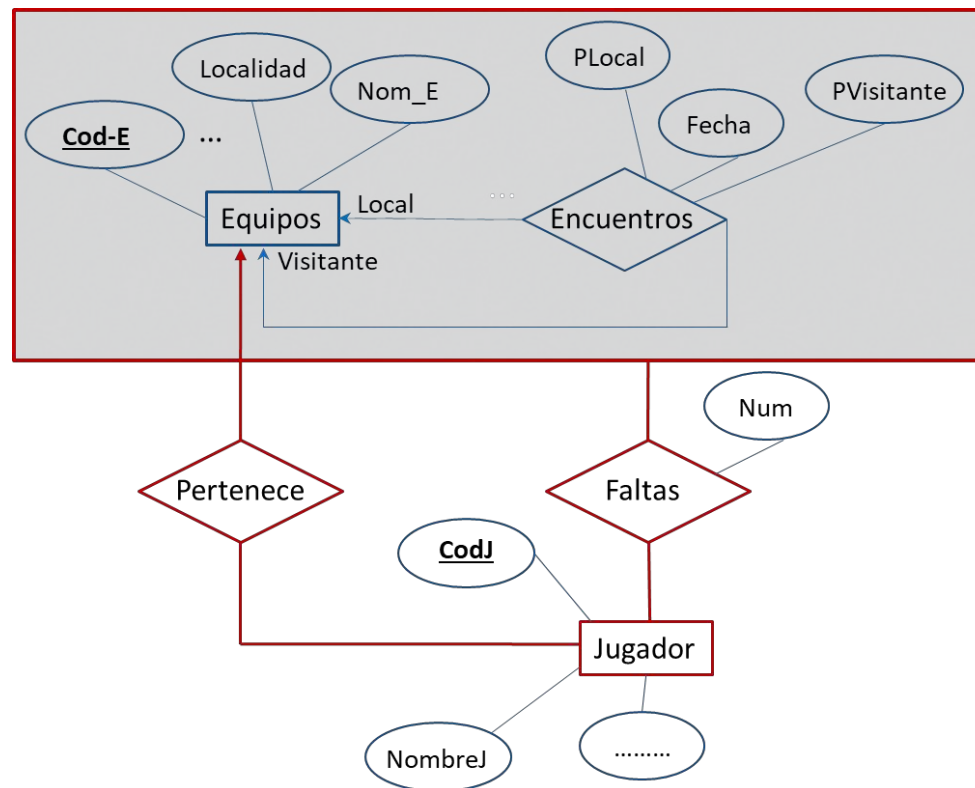 PLocal
Localidad
Nom_E
PVisitante
Cod-E
...
Fecha
...
Local
Equipos
Encuentros
Visitante
Num
Pertenece
Faltas
CodJ
Jugador
NombreJ
.........